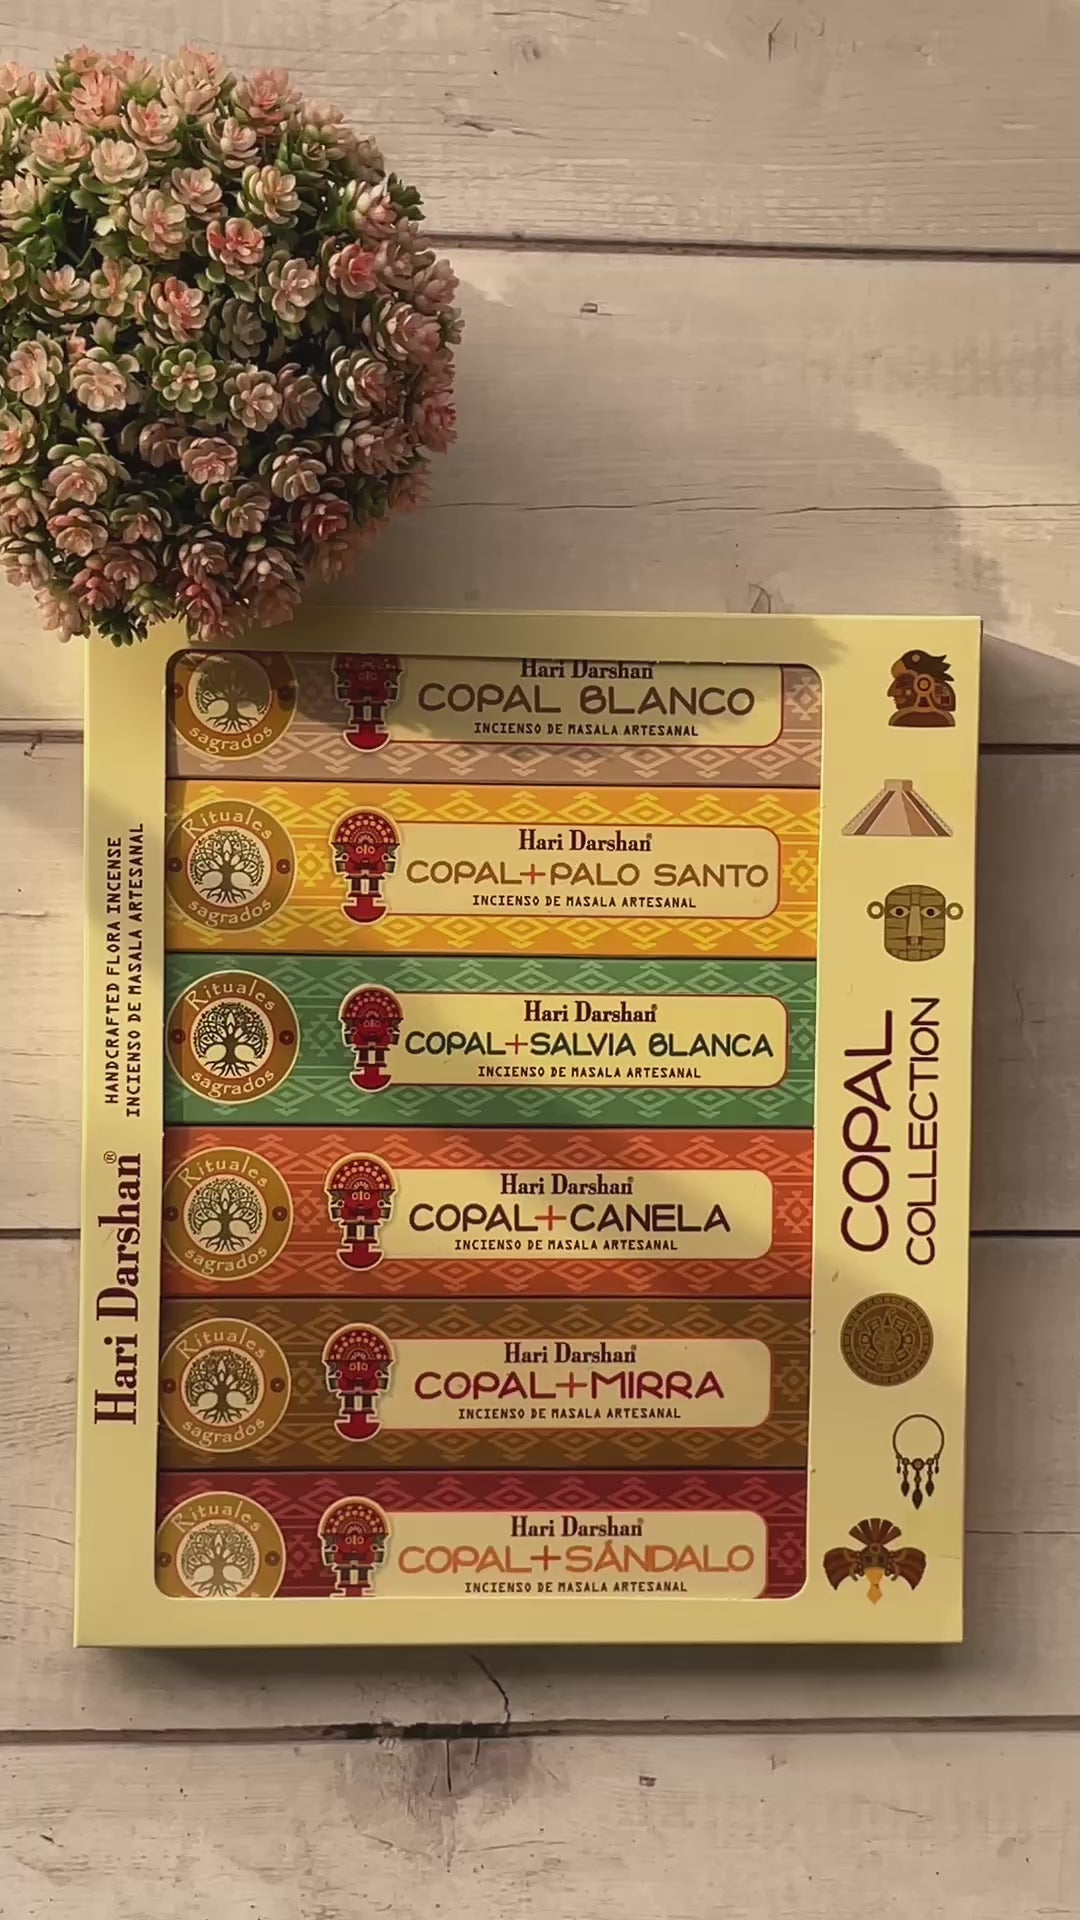 Hari Darshan®
HANDCRAFTED FLORA INCENSE
INCIENSO DE MASALA ARTESANAL
sagrados
Hari Darshan
COPAL BLANCO
INCIENSO DE MASALA ARTESANAL
Rituales
sagrados
Hari Darshan®
COPAL+PALO SANTO
INCIENSO DE MASALA ARTESANAL
Rituales
sagrados
Hari Darshan®
COPAL+SALVIA BLANCA
INCIENSO DE MASALA ARTESANAL
Rituales
sagrados
Hari Darshan®
COPAL+CANELA
INCIENSO DE MASALA ARTESANAL
Rituales
sagrados
Hari Darshan®
COPAL+MIRRA
INCIENSO DE MASALA ARTESANAL
Rituales
Hari Darshan®
COPAL+SÁNDALO
INCIENSO DE MASALA ARTESANAL
COPAL
COLLECTION